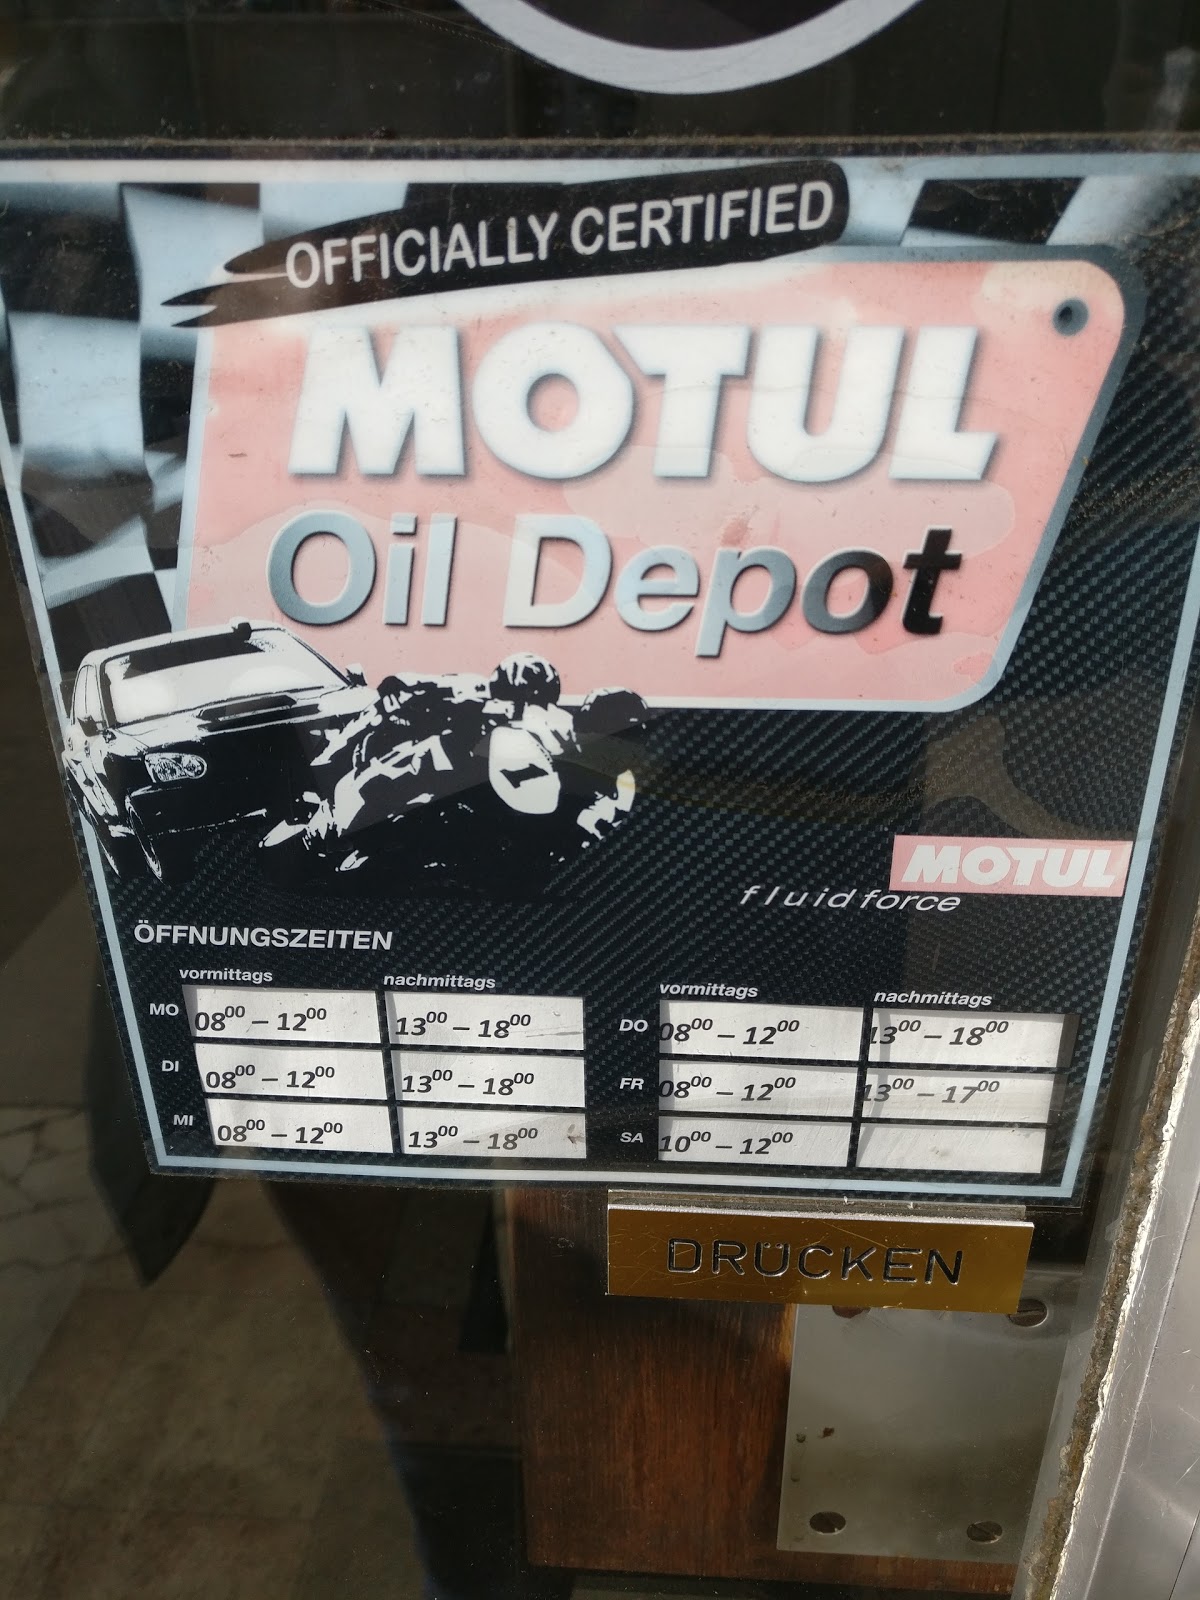 OFFICIALLY CERTIFIED
MOTUL
Oil Depot
MOTUL
fluid force
ÖFFNUNGSZEITEN
vormittags nachmittags
MO 08⁰⁰ – 12⁰⁰ 13⁰⁰ – 18⁰⁰
DI 08⁰⁰ – 12⁰⁰ 13⁰⁰ – 18⁰⁰
MI 08⁰⁰ – 12⁰⁰ 13⁰⁰ – 18⁰⁰
vormittags nachmittags
DO 08⁰⁰ – 12⁰⁰ 13⁰⁰ – 18⁰⁰
FR 08⁰⁰ – 12⁰⁰ 13⁰⁰ – 17⁰⁰
SA 10⁰⁰ – 12⁰⁰
DRÜCKEN